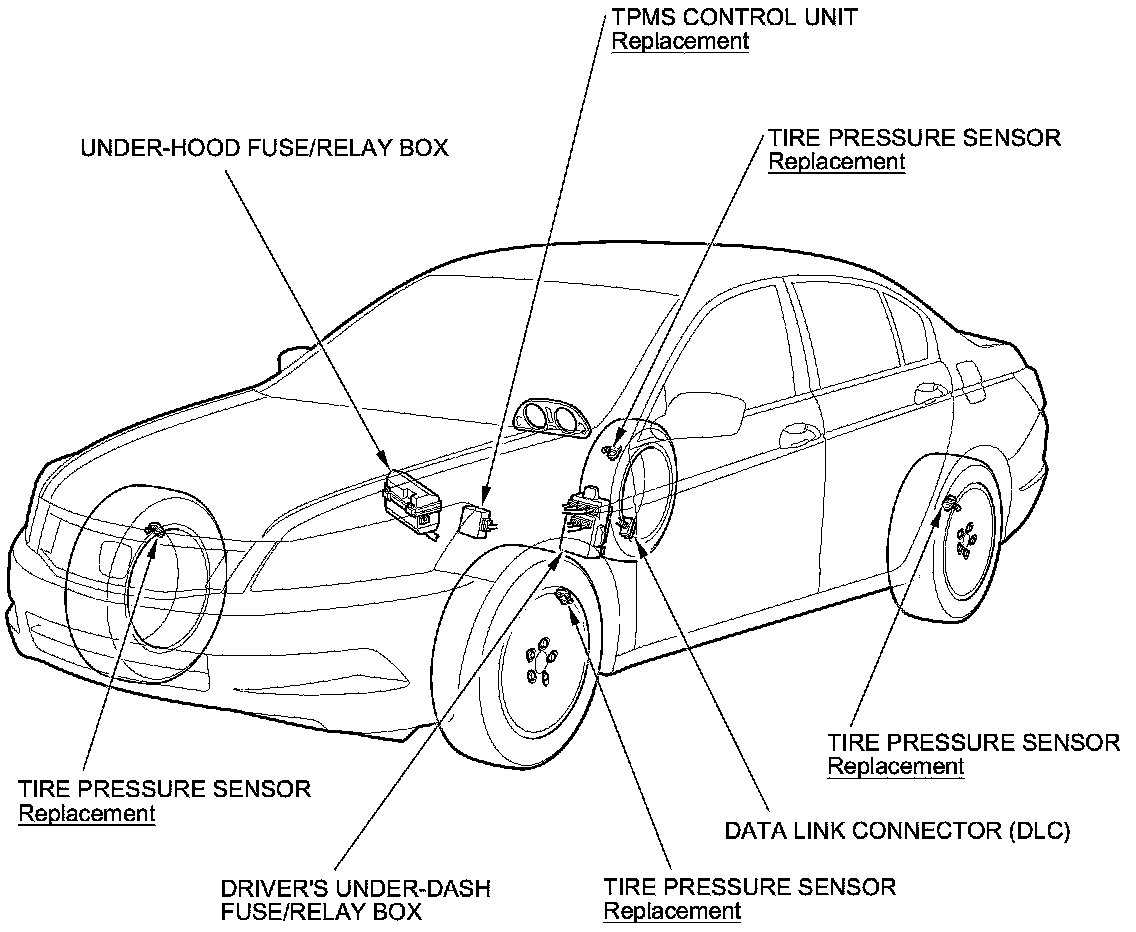 TPMS CONTROL UNIT
Replacement
UNDER-HOOD FUSE/RELAY BOX
TIRE PRESSURE SENSOR
Replacement
TIRE PRESSURE SENSOR
Replacement
TIRE PRESSURE SENSOR
Replacement
DATA LINK CONNECTOR (DLC)
DRIVER'S UNDER-DASH
FUSE/RELAY BOX
TIRE PRESSURE SENSOR
Replacement